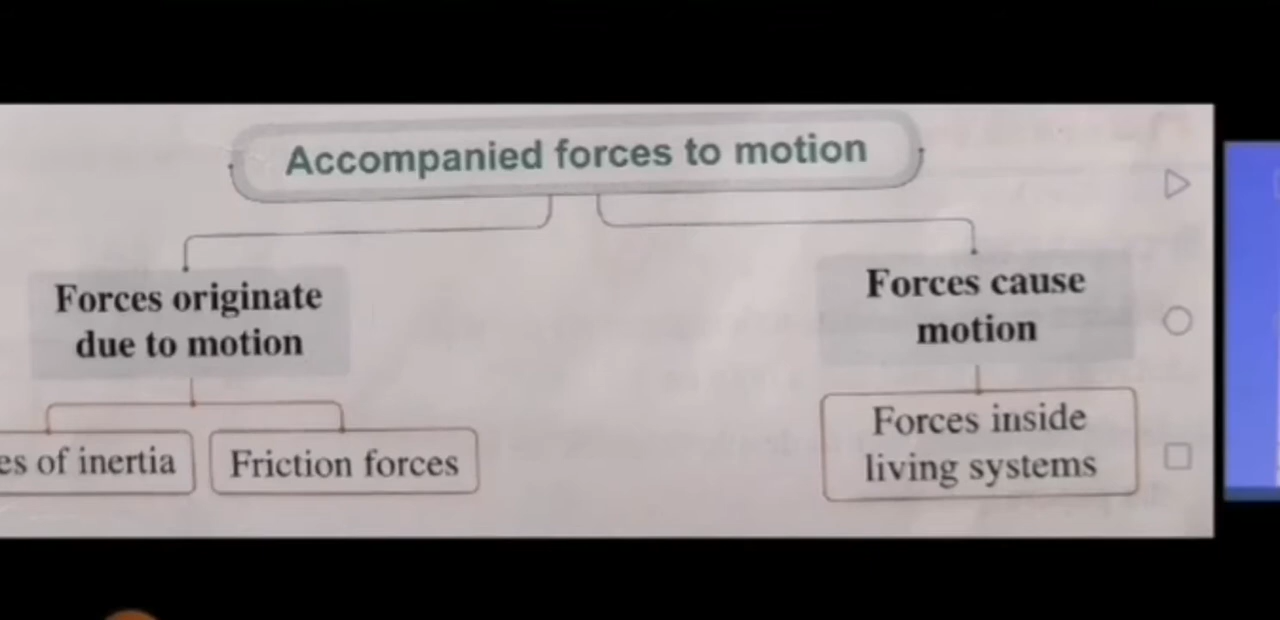 Accompanied forces to motion
Forces originate
due to motion
Forces cause
motion
es of inertia
Friction forces
Forces inside
living systems